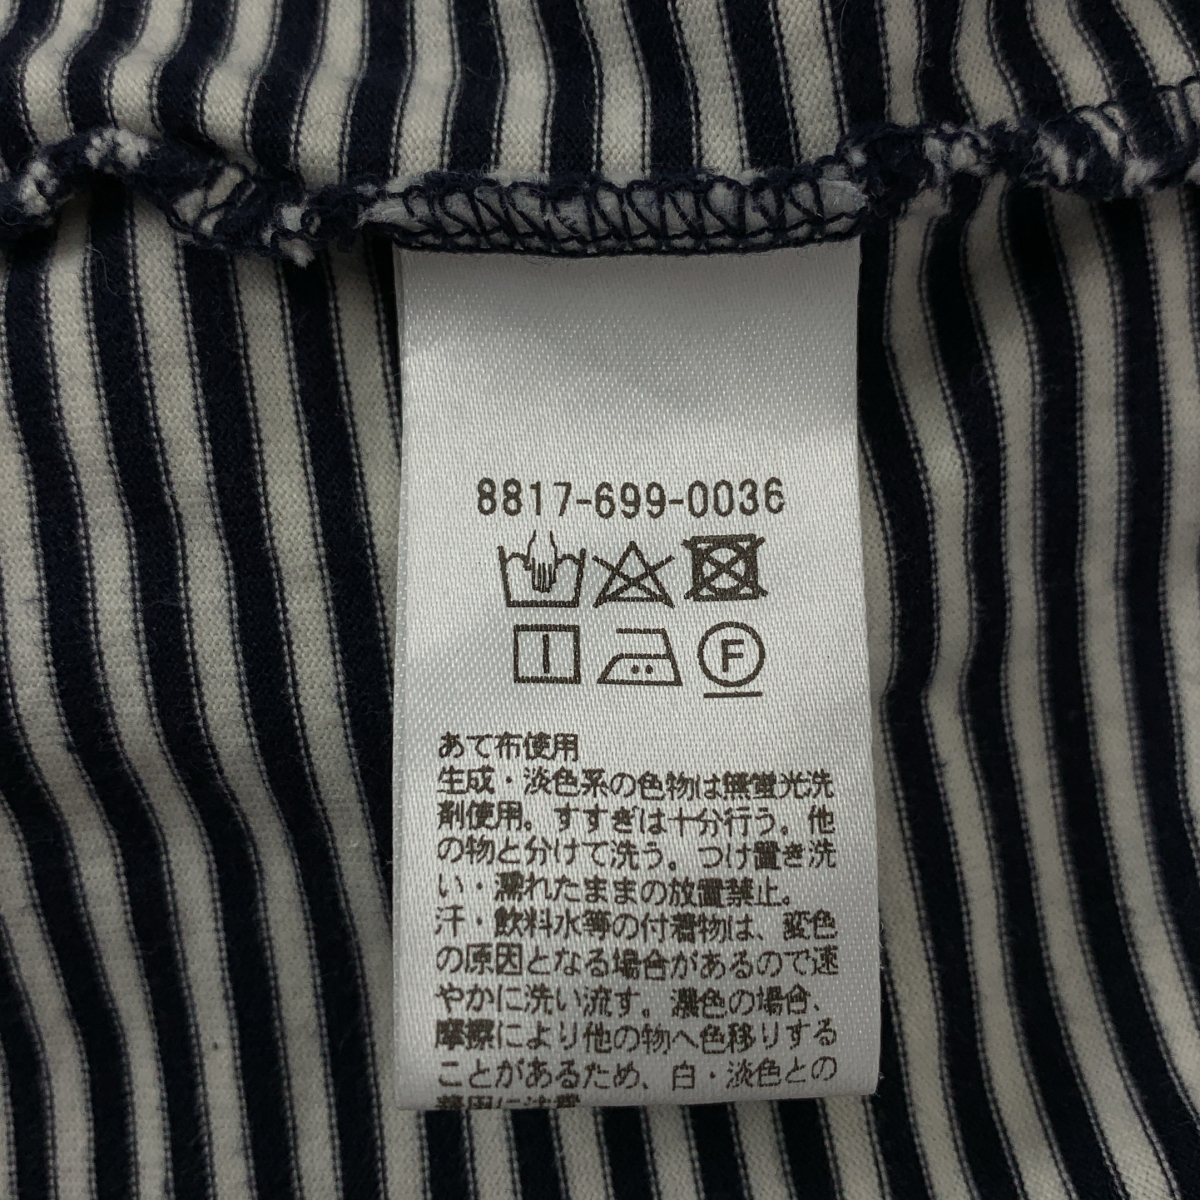 8817-699-0036
F
あて布使用
生成・淡色系の色物は無蛍光洗
剤使用。すすぎは十分行う。他
の物と分けて洗う。つけ置き洗
い・濡れたままの放置禁止。
汗・飲料水等の付着物は、変色
の原因となる場合があるので速
やかに洗い流す。濃色の場合、
摩擦により他の物へ色移りする
ことがあるため、白・淡色との
着用に注意